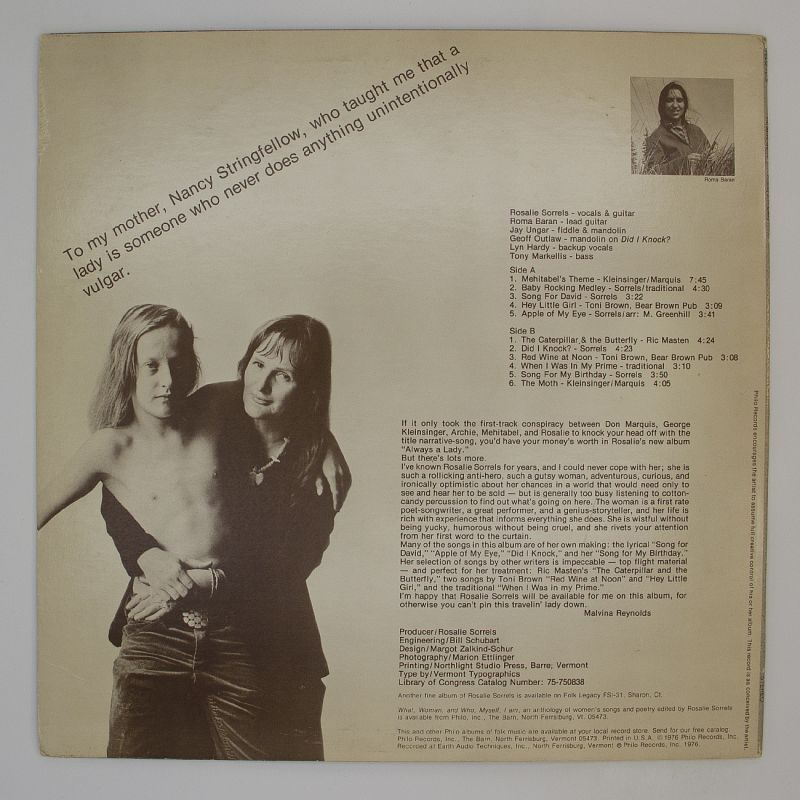 To my mother, Nancy Stringfellow, who taught me that a
lady is someone who never does anything unintentionally
vulgar.
Roma Baran
Rosalie Sorrels - vocals & guitar
Roma Baran - lead guitar
Jay Ungar - fiddle & mandolin
Geoff Outlaw - mandolin on Did I Knock?
Lyn Hardy - backup vocals
Tony Markellis - bass
Side A
1. Mehitabel's Theme - Kleinsinger/Marquis 7:45
2. Baby Rocking Medley - Sorrels/traditional 4:30
3. Song For David - Sorrels 3:22
4. Hey Little Girl - Toni Brown, Bear Brown Pub 3:09
5. Apple of My Eye - Sorrels/arr: M. Greenhill 3:41
Side B
1. The Caterpillar & the Butterfly - Ric Masten 4:24
2. Did I Knock? - Sorrels 4:23
3. Red Wine at Noon - Toni Brown, Bear Brown Pub 3:08
4. When I Was In My Prime - traditional 3:10
5. Song For My Birthday - Sorrels 3:50
6. The Moth - Kleinsinger/Marquis 4:05
If it only took the first-track conspiracy between Don Marquis, George
Kleinsinger, Archie, Mehitabel, and Rosalie to knock your head off with the
title narrative-song, you'd have your money's worth in Rosalie's new album
"Always a Lady."
But there's lots more.
I've known Rosalie Sorrels for years, and I could never cope with her; she is
such a rollicking anti-hero, such a gutsy woman, adventurous, curious, and
ironically optimistic about her chances in a world that would need only to
see and hear her to be sold — but is generally too busy listening to cotton-
candy percussion to find out what's going on here. The woman is a first rate
poet-songwriter, a great performer, and a genius-storyteller, and her life is
rich with experience that informs everything she does. She is wistful without
being yucky, humorous without being cruel, and she rivets your attention
from her first word to the curtain.
Many of the songs in this album are of her own making: the lyrical "Song for
David," "Apple of My Eye," "Did I Knock," and her "Song for My Birthday."
Her selection of songs by other writers is impeccable — top flight material
— and perfect for her treatment: Ric Masten's "The Caterpillar and the
Butterfly," two songs by Toni Brown "Red Wine at Noon" and "Hey Little
Girl," and the traditional "When I Was in my Prime."
I'm happy that Rosalie Sorrels will be available for me on this album, for
otherwise you can't pin this travelin' lady down.
Malvina Reynolds
Producer/Rosalie Sorrels
Engineering/Bill Schubart
Design/Margot Zalkind-Schur
Photography/Marion Ettlinger
Printing/Northlight Studio Press, Barre, Vermont
Type by/Vermont Typographics
Library of Congress Catalog Number: 75-750838
Another fine album of Rosalie Sorrels is available on Folk Legacy FSI-31, Sharon, Ct.
What, Woman, and Who, Myself, I am, an anthology of women's songs and poetry edited by Rosalie Sorrels
is available from Philo, Inc., The Barn, North Ferrisburg, Vt. 05473.
This and other Philo albums of folk music are available at your local record store. Send for our free catalog.
Philo Records, Inc., The Barn, North Ferrisburg, Vermont 05473. Printed in U.S.A. © 1976 Philo Records, Inc.
Recorded at Earth Audio Techniques, Inc., North Ferrisburg, Vermont ℗ Philo Records, Inc. 1976.
Philo Records encourages the artist to assume full creative control of his or her album. This record is as conceived by the artist.